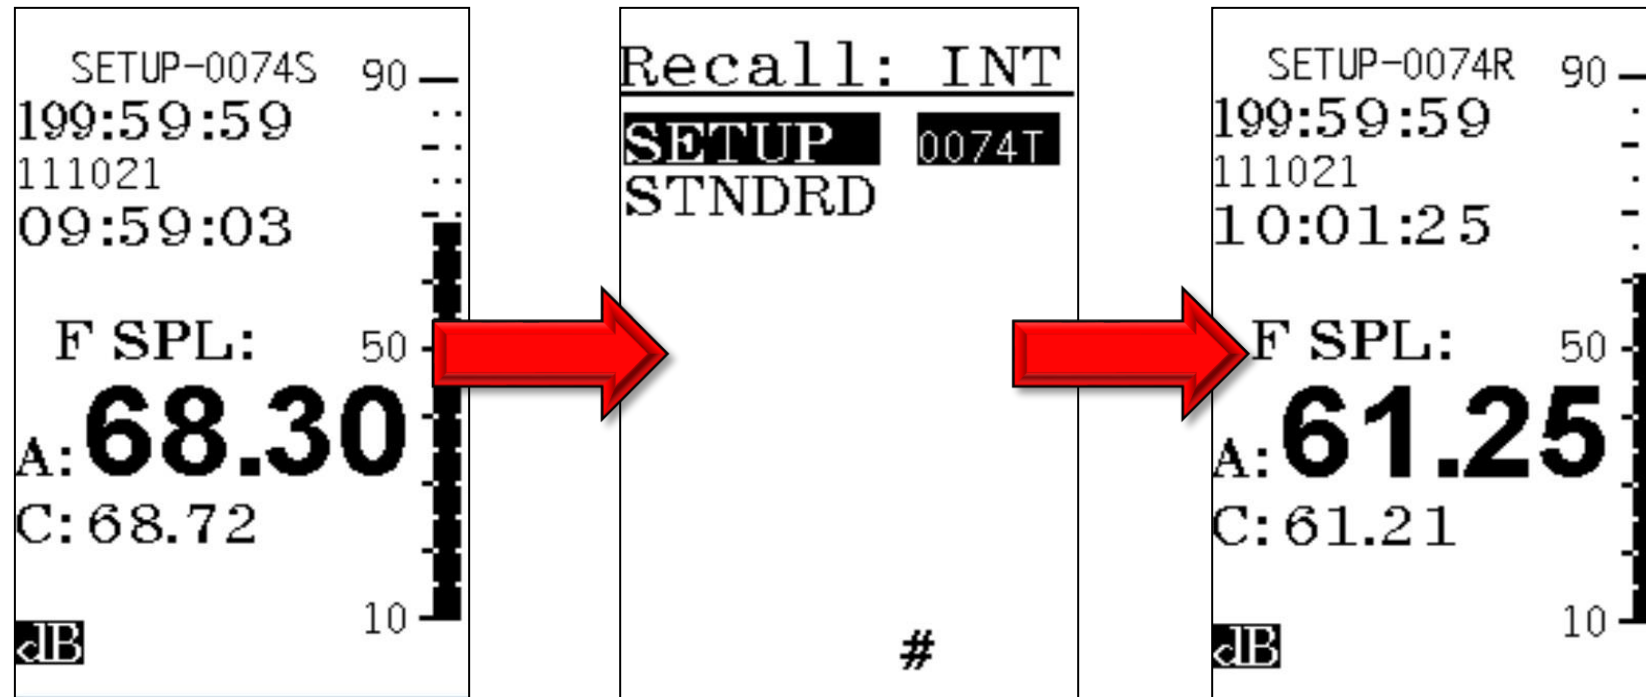 SETUP-0074S
90
199:59:59
111021
09:59:03
F SPL:
50
A:68.30
C:68.72
10
dB
Recall: INT
SETUP 0074T
STNDRD
#
SETUP-0074R
90
199:59:59
111021
10:01:25
F SPL:
50
A:61.25
C:61.21
10
dB